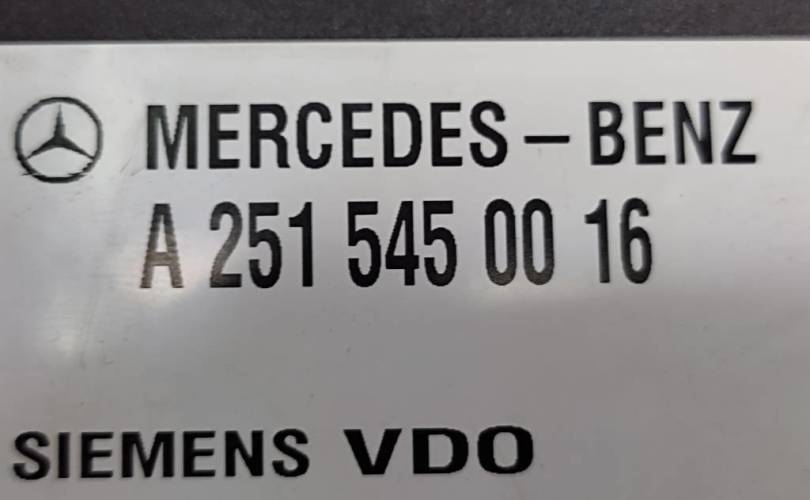 MERCEDES-BENZ
A 251 545 00 16
SIEMENS VDO